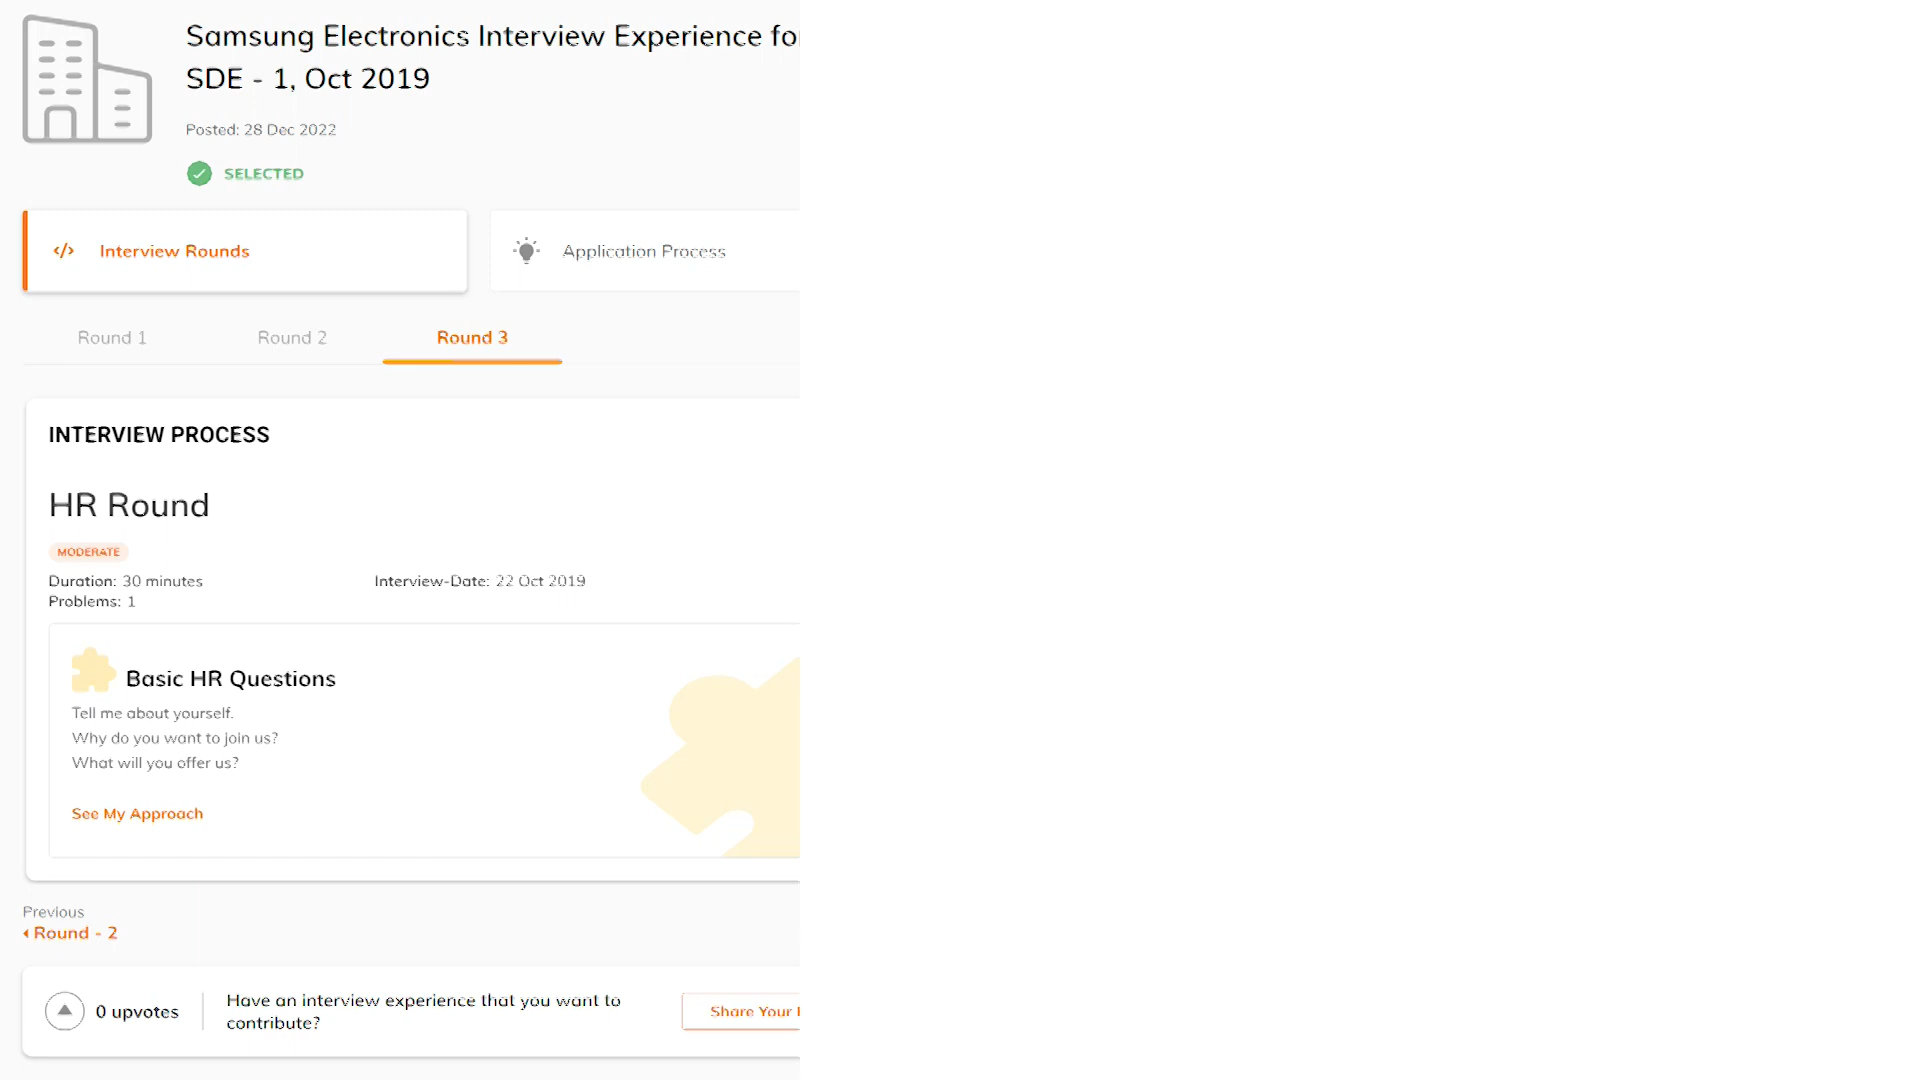 Samsung Electronics Interview Experience
SDE - 1, Oct 2019
Posted: 28 Dec 2022
SELECTED
</> Interview Rounds
Application Process
Round 1
Round 2
Round 3
INTERVIEW PROCESS
HR Round
MODERATE
Duration: 30 minutes
Interview-Date: 22 Oct 2019
Problems: 1
Basic HR Questions
Tell me about yourself.
Why do you want to join us?
What will you offer us?
See My Approach
Previous
Round - 2
0 upvotes
Have an interview experience that you want to
contribute?
Share Your